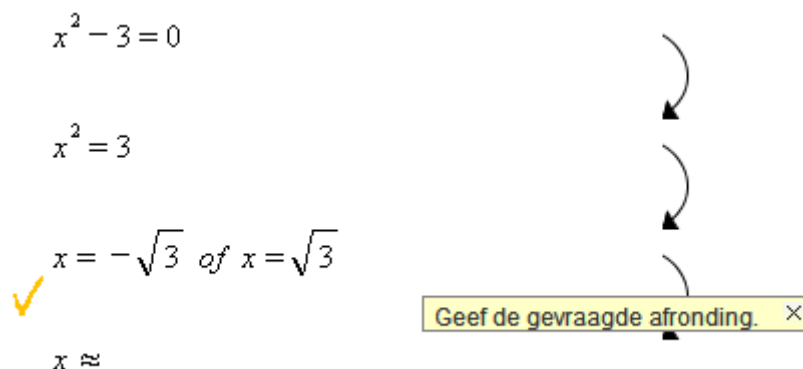 x² − 3 = 0
x² = 3
x = −√3 of x = √3
Geef de gevraagde afronding.
x ≈